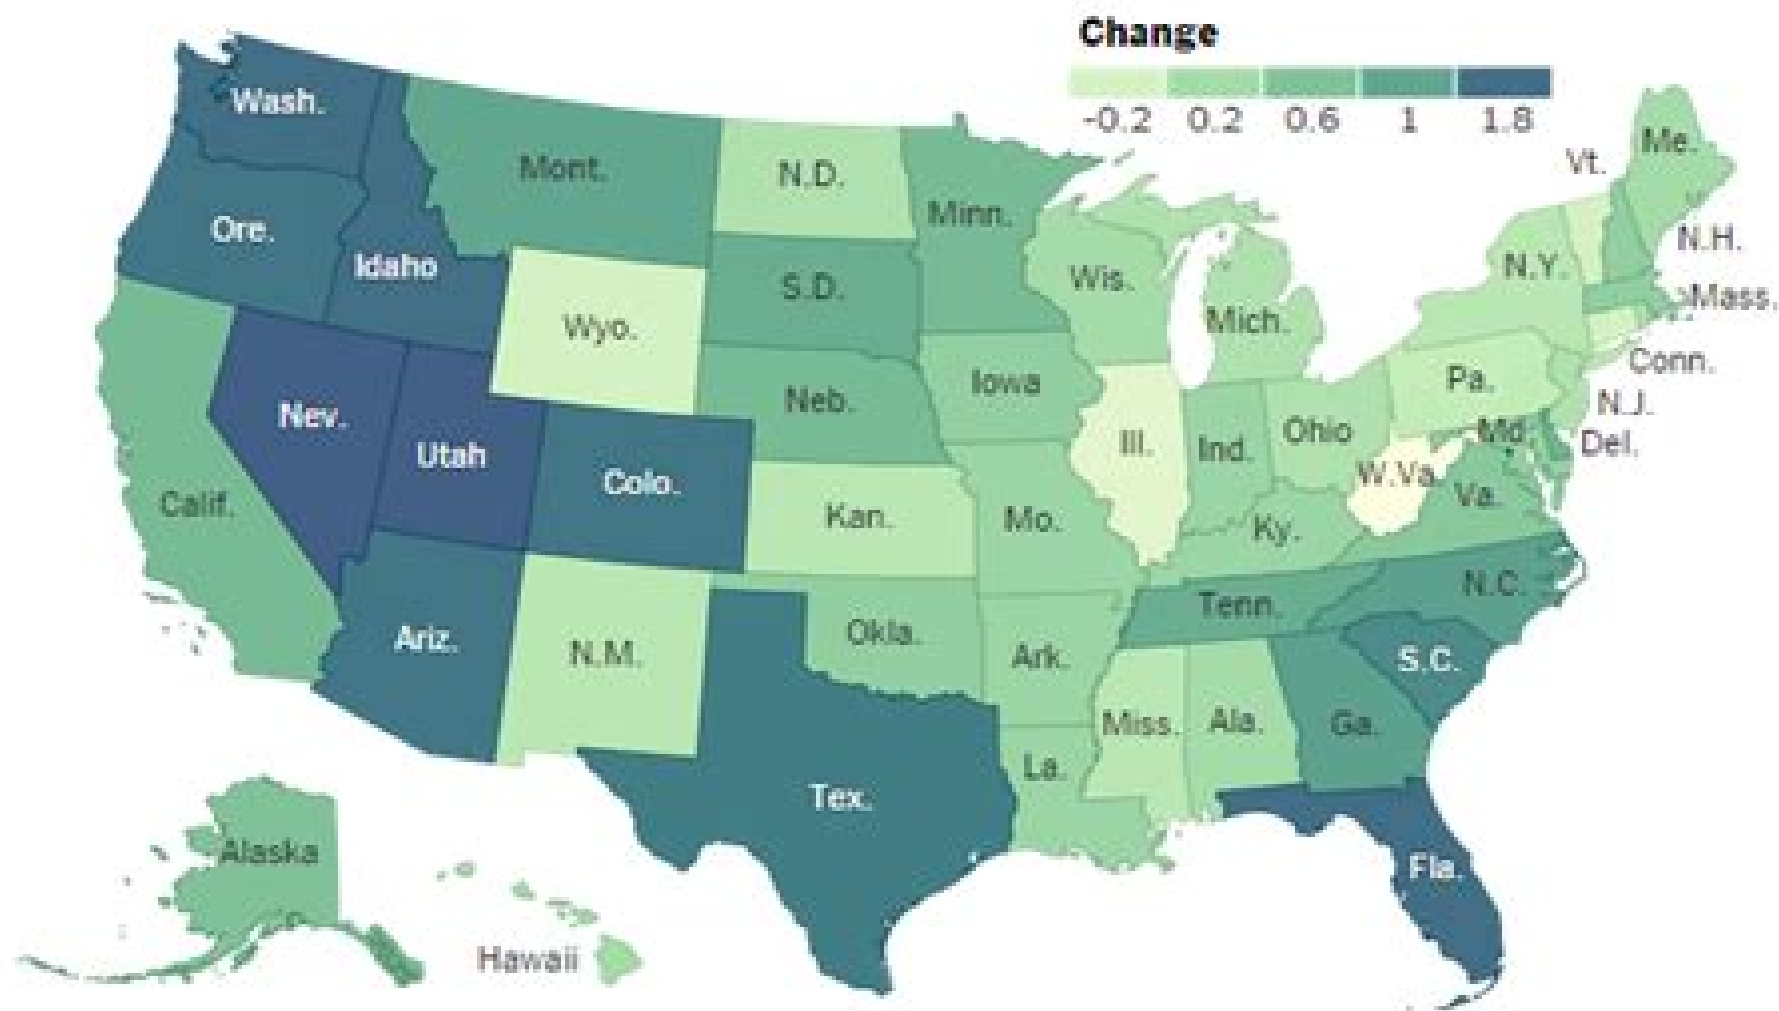 Change
-0.2 0.2 0.6 1 1.8
Wash.
Mont.
N.D.
Minn.
Me.
Vt.
Ore.
Idaho
S.D.
Wis.
N.Y.
N.H.
Mass.
Wyo.
Mich.
Conn.
Nev.
Utah
Colo.
Neb.
Iowa
Ill.
Ind.
Ohio
Pa.
N.J.
Md.
Del.
W.Va.
Va.
Calif.
Kan.
Mo.
Ky.
N.C.
Tenn.
Ariz.
N.M.
Okla.
Ark.
S.C.
Miss.
Ala.
Ga.
La.
Tex.
Fla.
Alaska
Hawaii